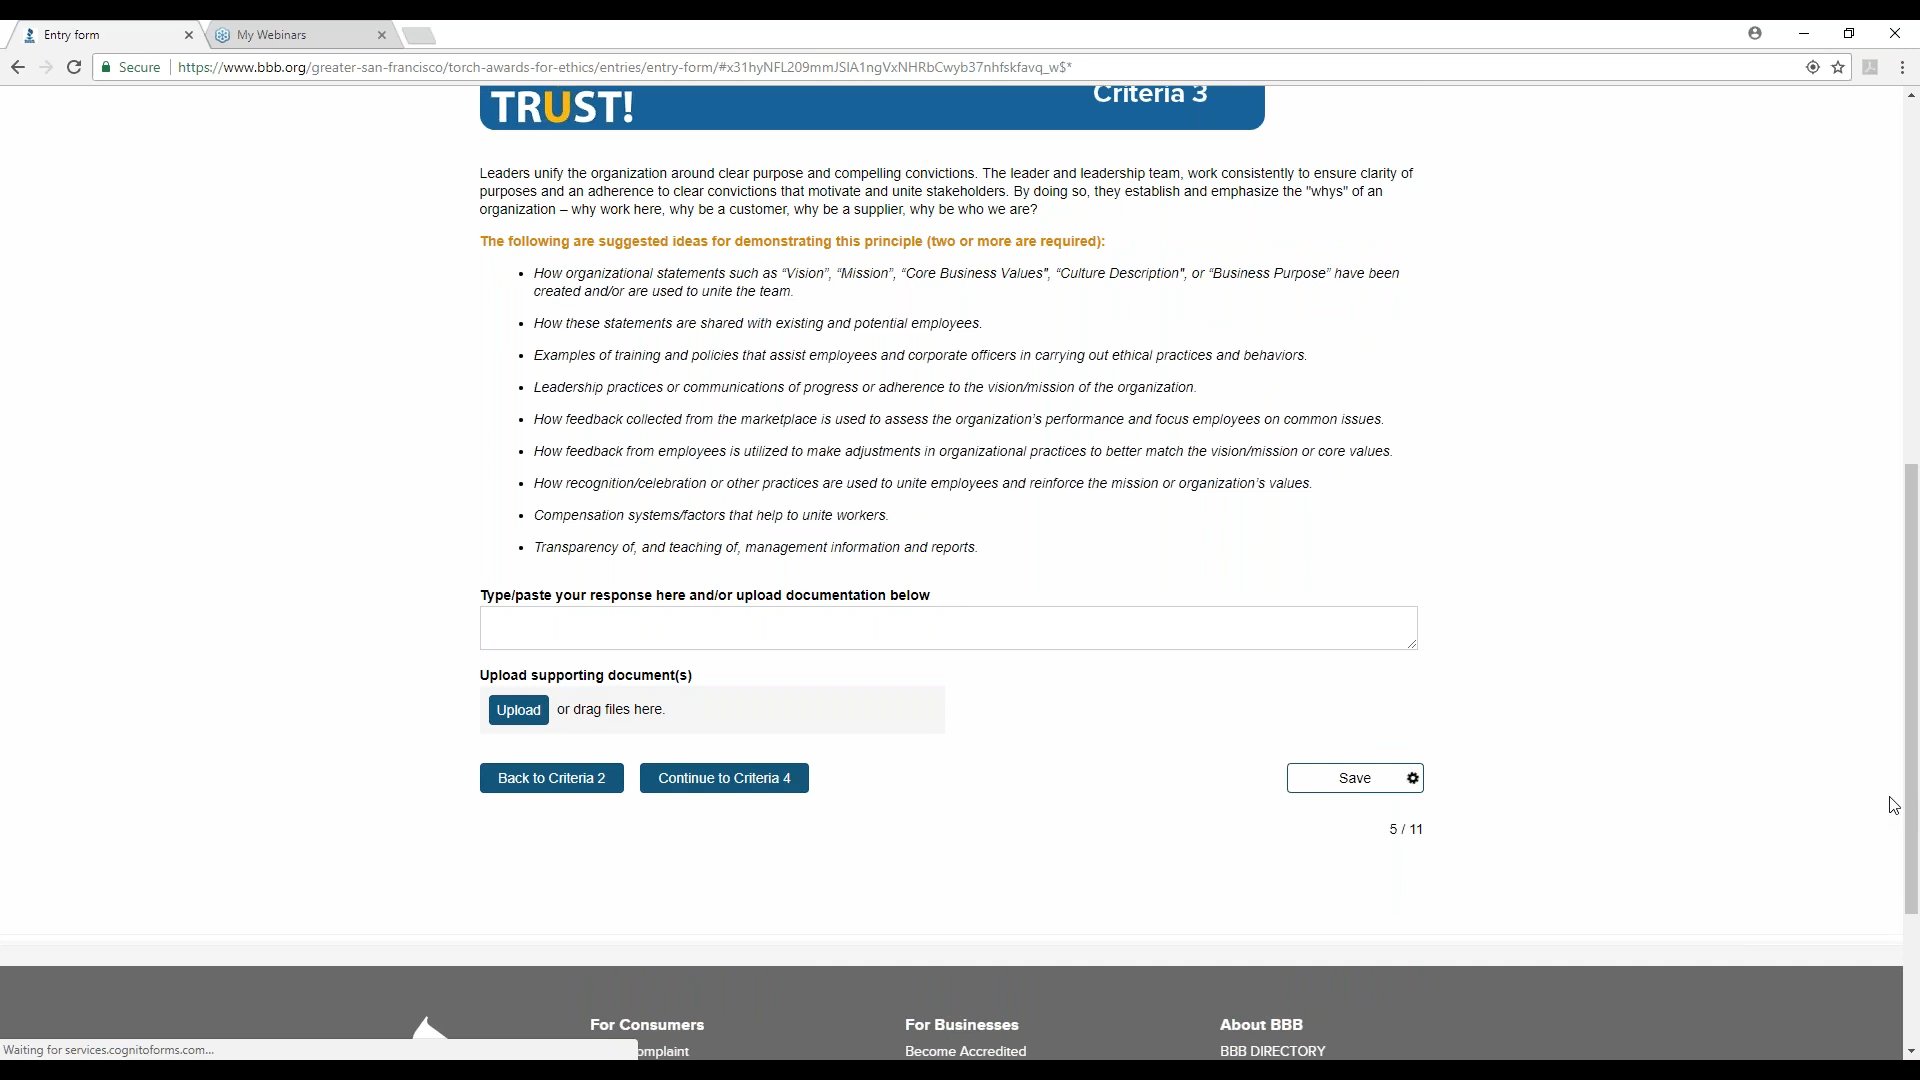 Entry form
My Webinars
Secure
https://www.bbb.org/greater-san-francisco/torch-awards-for-ethics/entries/entry-form/#x31hyNFL209mmJSIA1ngVxNHRbCwyb37nhfskfavq_w$*
TRUST!
Criteria 3
Leaders unify the organization around clear purpose and compelling convictions. The leader and leadership team, work consistently to ensure clarity of
purposes and an adherence to clear convictions that motivate and unite stakeholders. By doing so, they establish and emphasize the "whys" of an
organization – why work here, why be a customer, why be a supplier, why be who we are?
The following are suggested ideas for demonstrating this principle (two or more are required):
• How organizational statements such as “Vision”, “Mission”, “Core Business Values", “Culture Description", or “Business Purpose” have been
created and/or are used to unite the team.
• How these statements are shared with existing and potential employees.
• Examples of training and policies that assist employees and corporate officers in carrying out ethical practices and behaviors.
• Leadership practices or communications of progress or adherence to the vision/mission of the organization.
• How feedback collected from the marketplace is used to assess the organization’s performance and focus employees on common issues.
• How feedback from employees is utilized to make adjustments in organizational practices to better match the vision/mission or core values.
• How recognition/celebration or other practices are used to unite employees and reinforce the mission or organization’s values.
• Compensation systems/factors that help to unite workers.
• Transparency of, and teaching of, management information and reports.
Type/paste your response here and/or upload documentation below
Upload supporting document(s)
Upload or drag files here.
Back to Criteria 2
Continue to Criteria 4
Save
5 / 11
For Consumers
For Businesses
About BBB
omplaint
Become Accredited
BBB DIRECTORY
Waiting for services.cognitoforms.com...